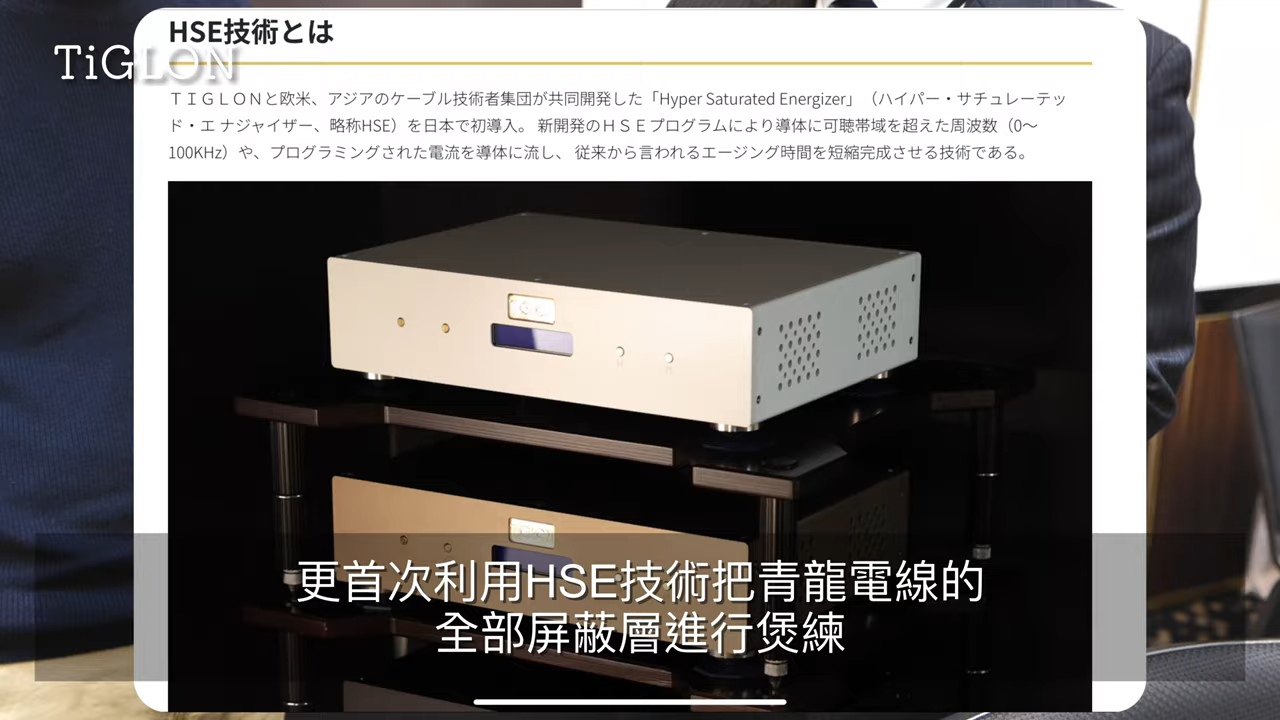 HSE技術とは
TiGLON
ＴＩＧＬＯＮと欧米、アジアのケーブル技術者集団が共同開発した「Hyper Saturated Energizer」（ハイパー・サチュレーテッ
ド・エ ナジャイザー、略称HSE）を日本で初導入。 新開発のＨＳＥプログラムにより導体に可聴帯域を超えた周波数（0〜
100KHz）や、プログラミングされた電流を導体に流し、 従来から言われるエージング時間を短縮完成させる技術である。
更首次利用HSE技術把青龍電線的
全部屏蔽層進行煲練